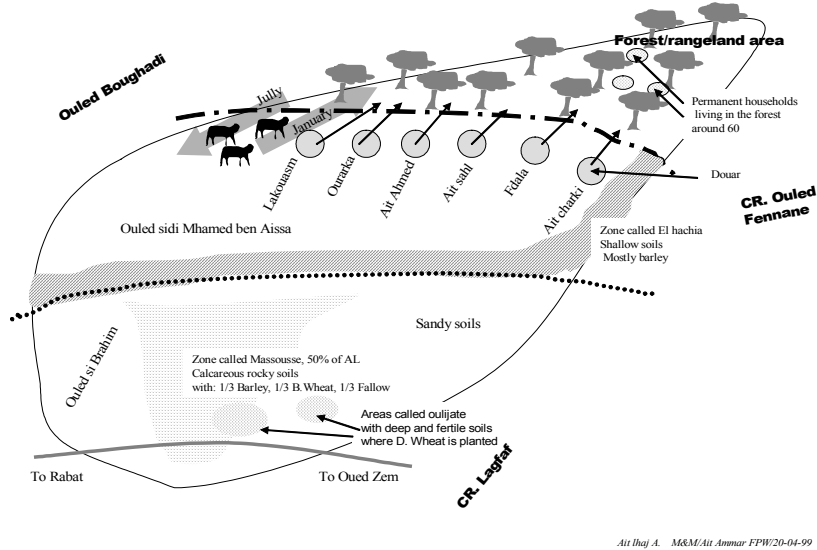 Forest/rangeland area
Ouled Boughadi
Jully
January
Permanent households
living in the forest
around 60
Lakouasm
Ourarka
Ait Ahmed
Ait sahl
Fdala
Ait charki
Douar
CR. Ouled
Fennane
Ouled sidi Mhamed ben Aissa
Zone called El hachia
Shallow soils
Mostly barley
Sandy soils
Ouled si Brahim
Zone called Massousse, 50% of AL
Calcareous rocky soils
with: 1/3 Barley, 1/3 B.Wheat, 1/3 Fallow
Areas called oulijate
with deep and fertile soils
where D. Wheat is planted
To Rabat
To Oued Zem
CR. Lagfaf
Ait lhaj A. M&M/Ait Ammar FPW/20-04-99